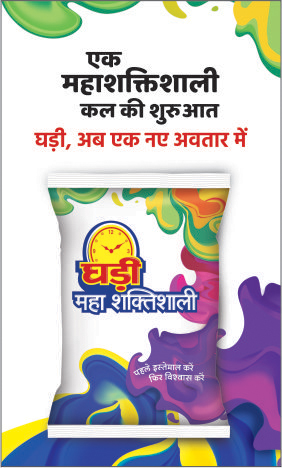 एक
महाशक्तिशाली
कल की शुरुआत
घड़ी, अब एक नए अवतार में
घड़ी
महा शक्तिशाली
पहले इस्तेमाल करें
फिर विश्वास करें